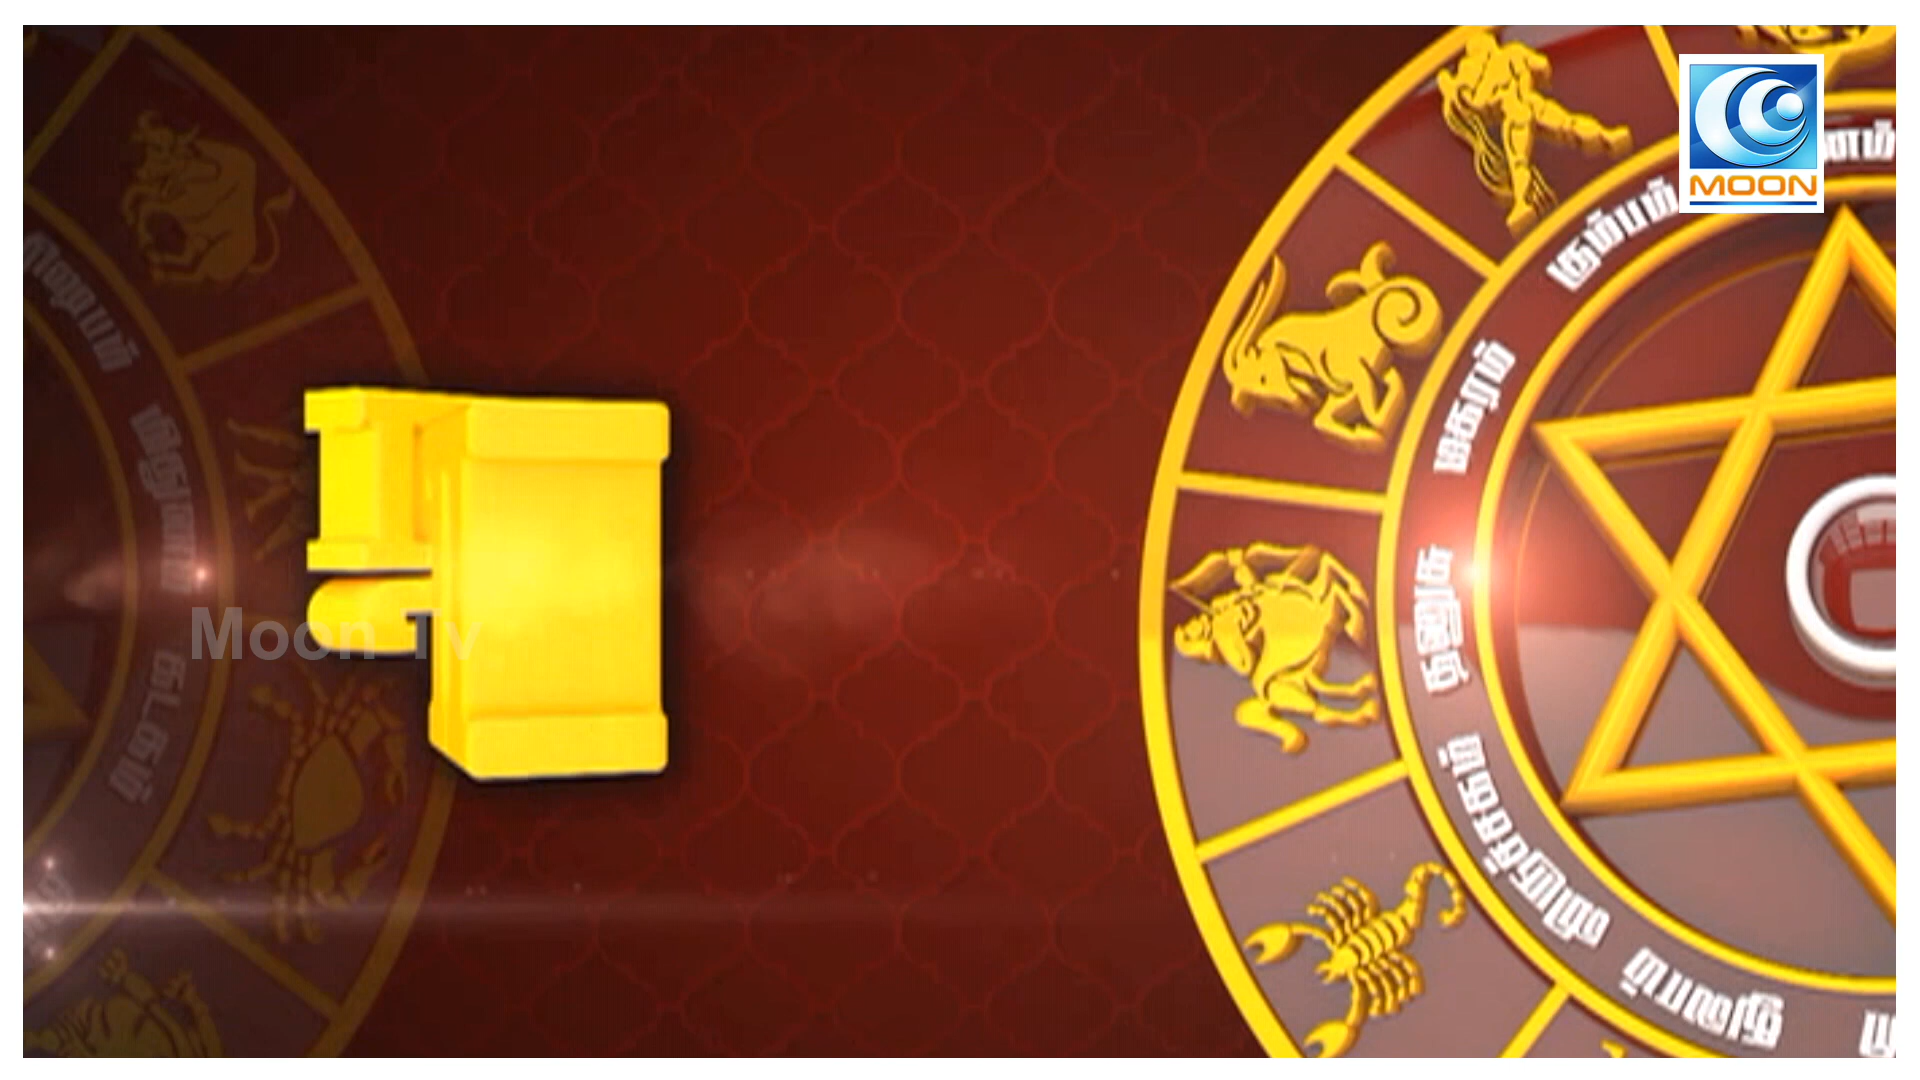 MOON
கும்பம்
மகரம்
தனுசு
விருச்சிகம்
துலாம்
Moon Tv
மிதுனம்
கடகம்